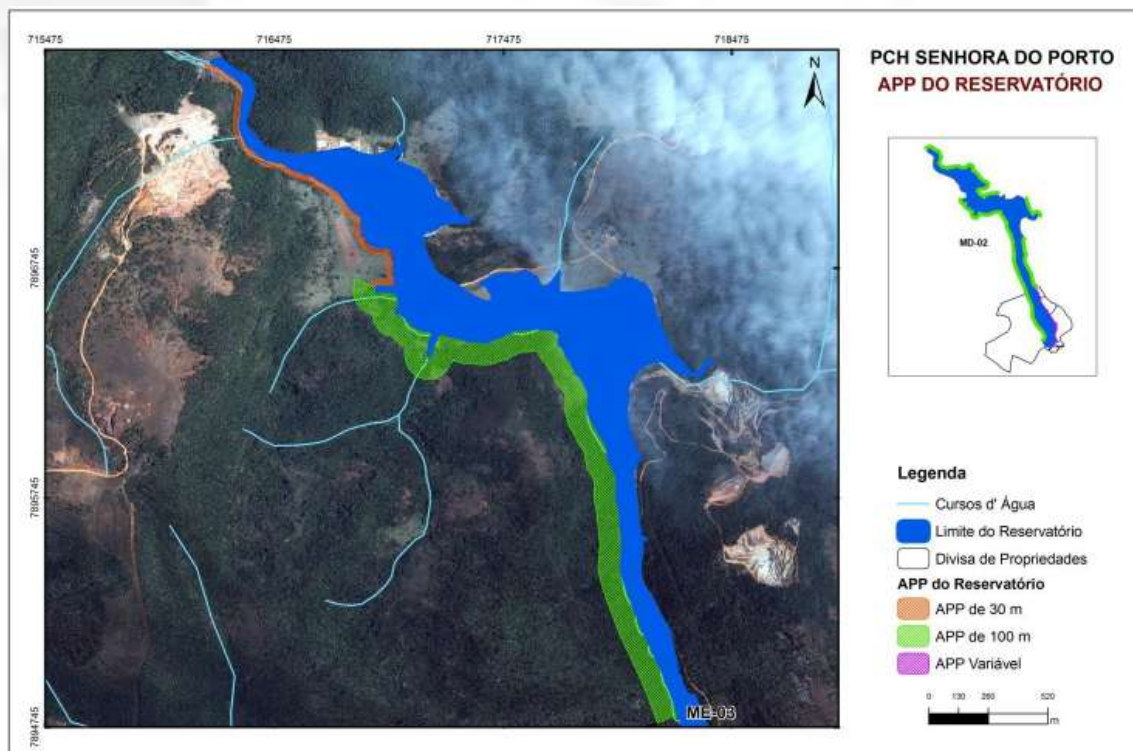 PCH SENHORA DO PORTO
APP DO RESERVATÓRIO
715475
716475
717475
718475
N
7896745
7895745
7894745
ME-03
MD-02
Legenda
Cursos d' Água
Limite do Reservatório
Divisa de Propriedades
APP do Reservatório
APP de 30 m
APP de 100 m
APP Variável
0 130 260 520
m